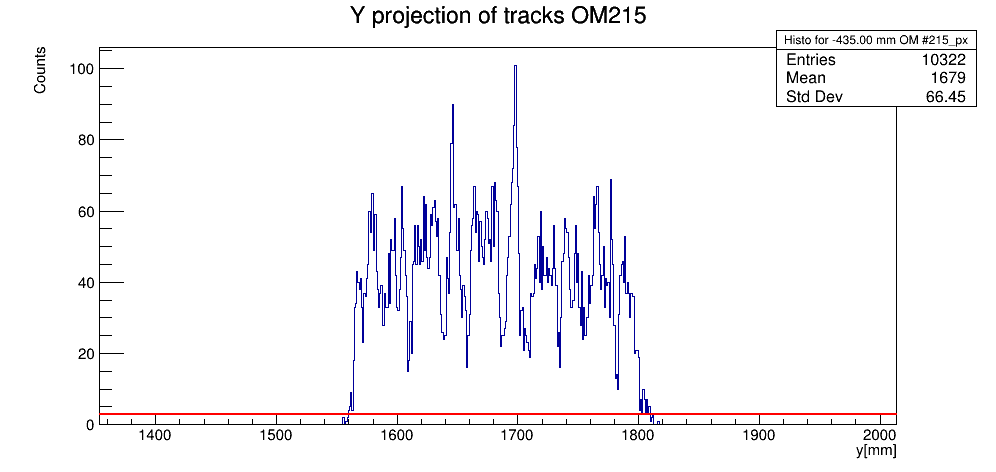 Y projection of tracks OM215
Histo for -435.00 mm OM #215_px
Entries 10322
Mean 1679
Std Dev 66.45
Counts
100
80
60
40
20
0
1400 1500 1600 1700 1800 1900 2000
y[mm]